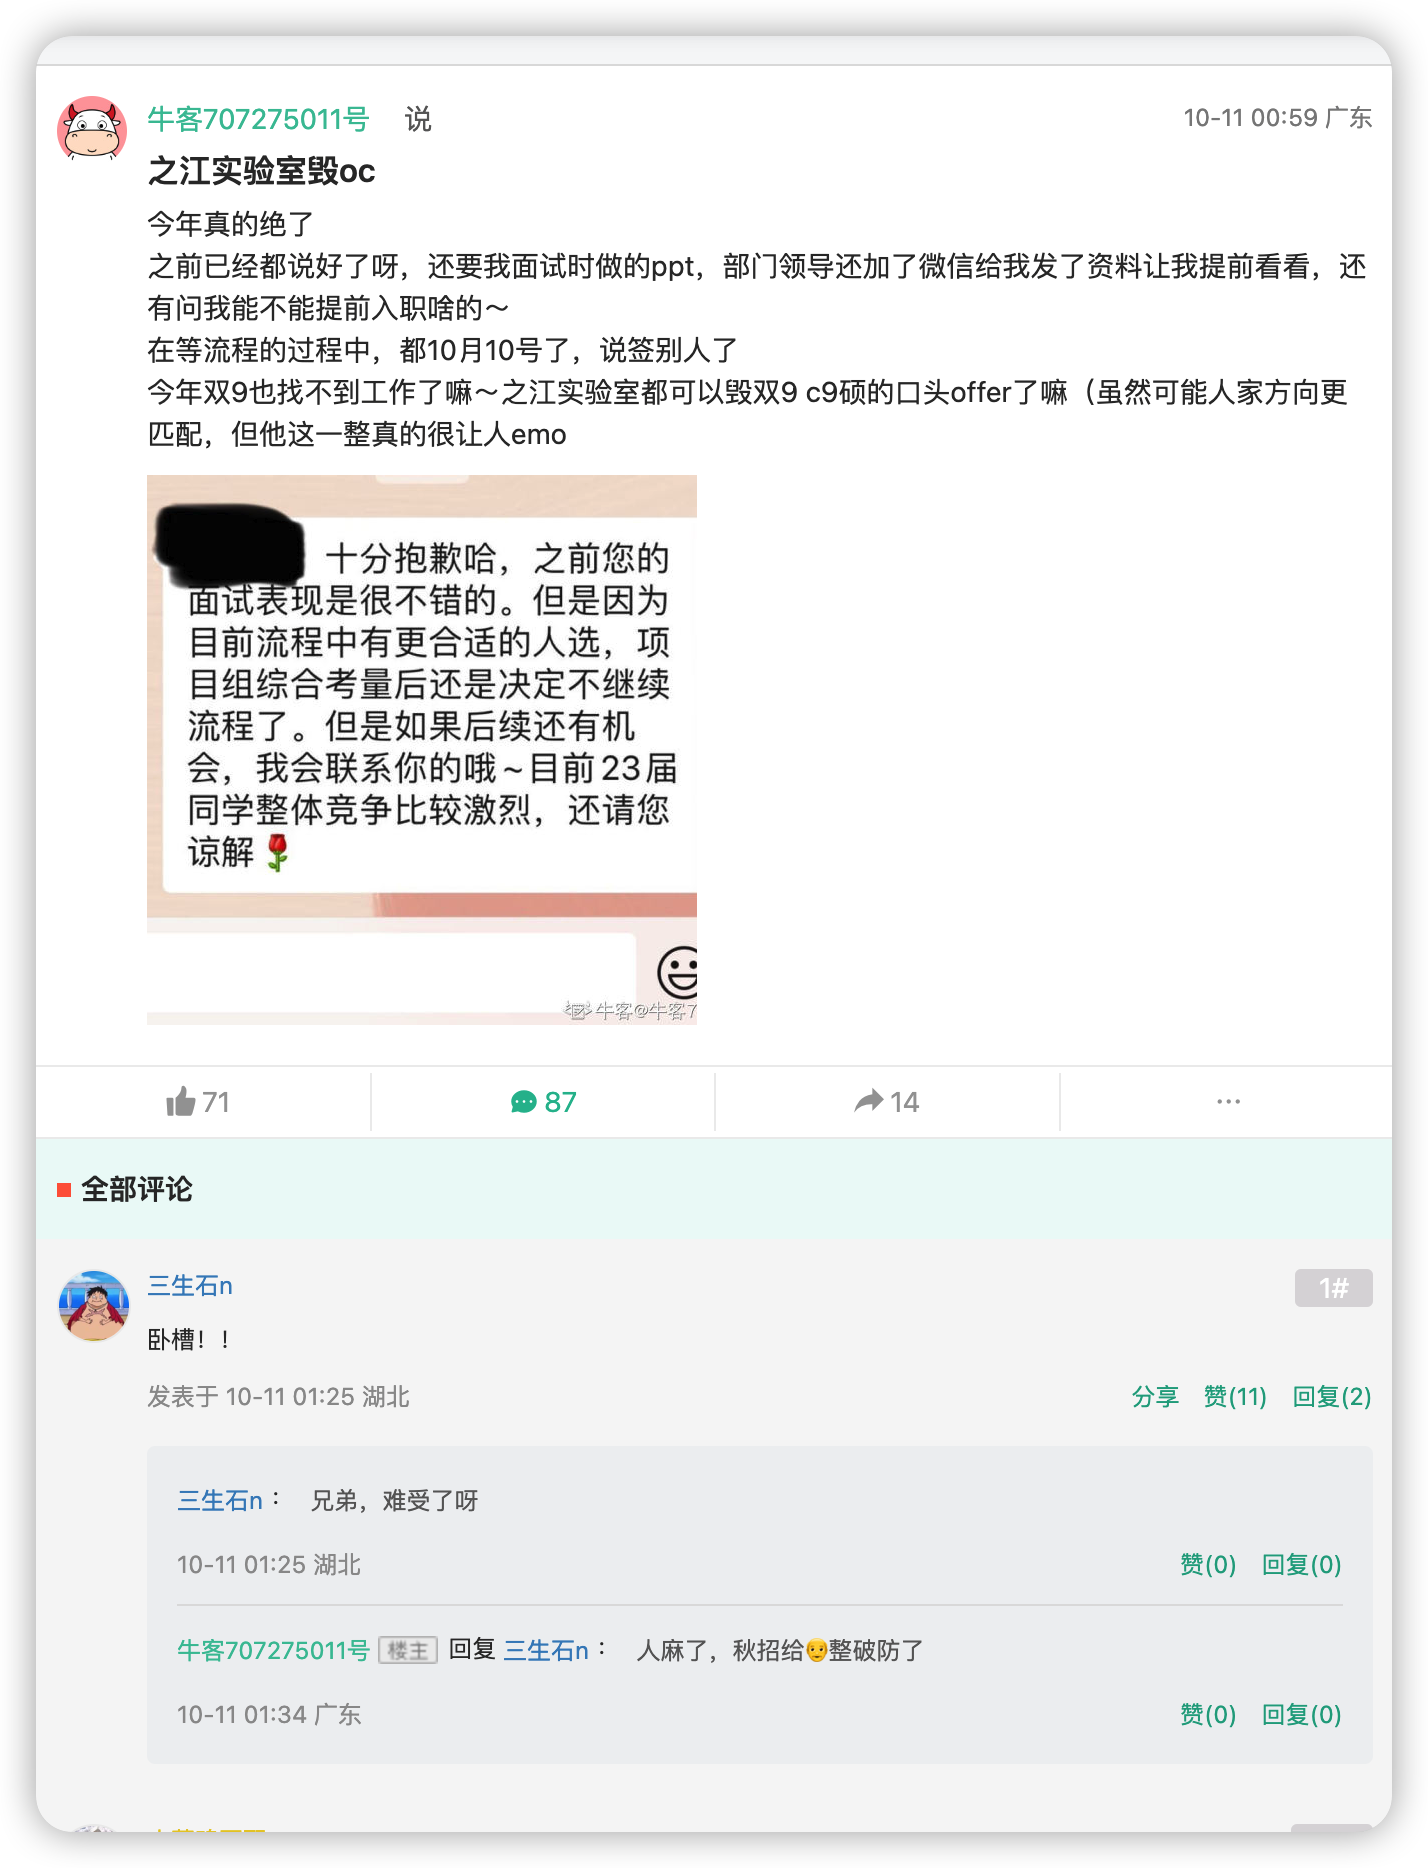 牛客707275011号 说
10-11 00:59 广东
之江实验室毁oc
今年真的绝了
之前已经都说好了呀，还要我面试时做的ppt，部门领导还加了微信给我发了资料让我提前看看，还
有问我能不能提前入职啥的～
在等流程的过程中，都10月10号了，说签别人了
今年双9也找不到工作了嘛～之江实验室都可以毁双9 c9硕的口头offer了嘛（虽然可能人家方向更
匹配，但他这一整真的很让人emo
十分抱歉哈，之前您的
面试表现是很不错的。但是因为
目前流程中有更合适的人选，项
目组综合考量后还是决定不继续
流程了。但是如果后续还有机
会，我会联系你的哦~目前23届
同学整体竞争比较激烈，还请您
谅解🌹
牛客@牛客7
71
87
14
···
全部评论
三生石n
1#
卧槽！！
发表于 10-11 01:25 湖北
分享 赞(11) 回复(2)
三生石n： 兄弟，难受了呀
10-11 01:25 湖北
赞(0) 回复(0)
牛客707275011号 楼主 回复 三生石n： 人麻了，秋招给👴整破防了
10-11 01:34 广东
赞(0) 回复(0)